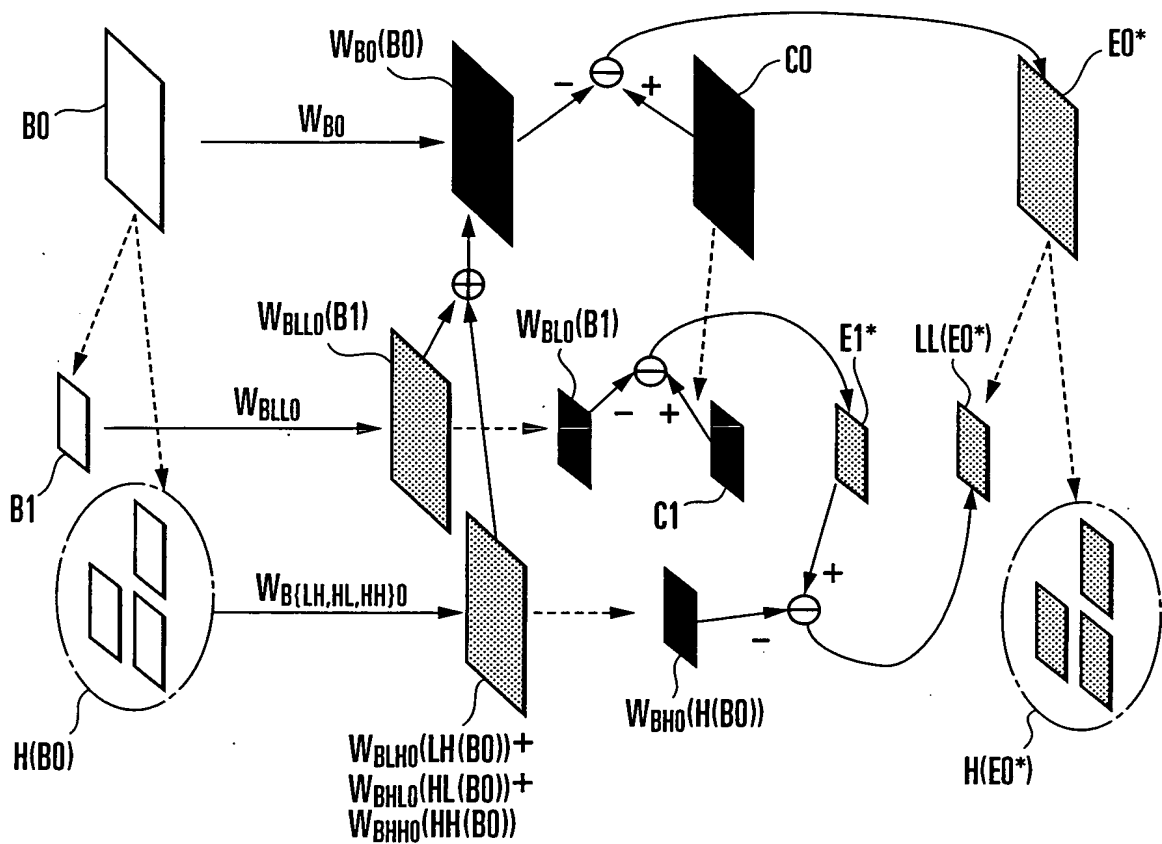 W_B0(B0)
C0
E0*
B0
−
+
W_B0
W_BLL0(B1)
W_BL0(B1)
E1*
LL(E0*)
W_BLL0
−
+
B1
C1
W_B{LH,HL,HH}0
+
−
W_BH0(H(B0))
H(B0)
W_BLH0(LH(B0))+
W_BHL0(HL(B0))+
W_BHH0(HH(B0))
H(E0*)